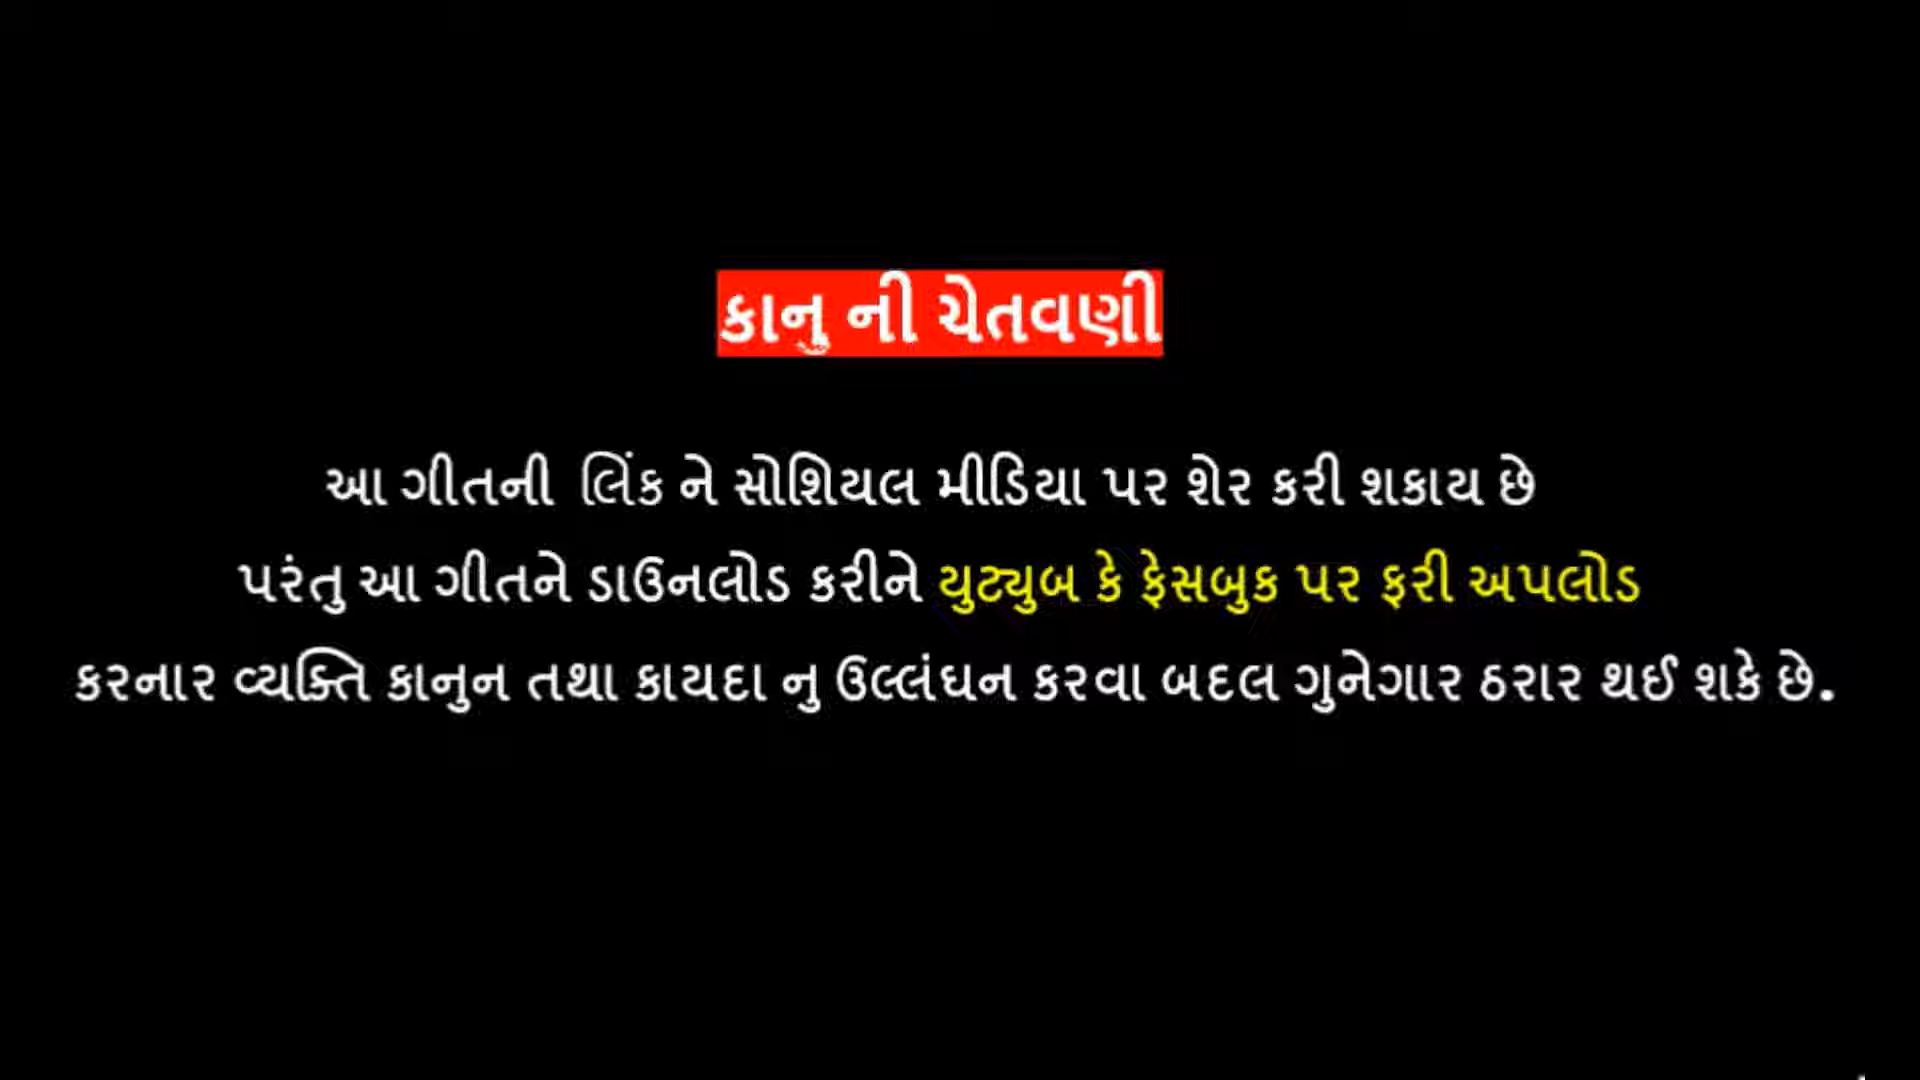 કાનુ ની ચેતવણી
આ ગીતની લિંક ને સોશિયલ મીડિયા પર શેર કરી શકાય છે
પરંતુ આ ગીતને ડાઉનલોડ કરીને યુટ્યુબ કે ફેસબુક પર ફરી અપલોડ
કરનાર વ્યક્તિ કાનુન તથા કાયદા નુ ઉલ્લંઘન કરવા બદલ ગુનેગાર ઠરાર થઈ શકે છે.